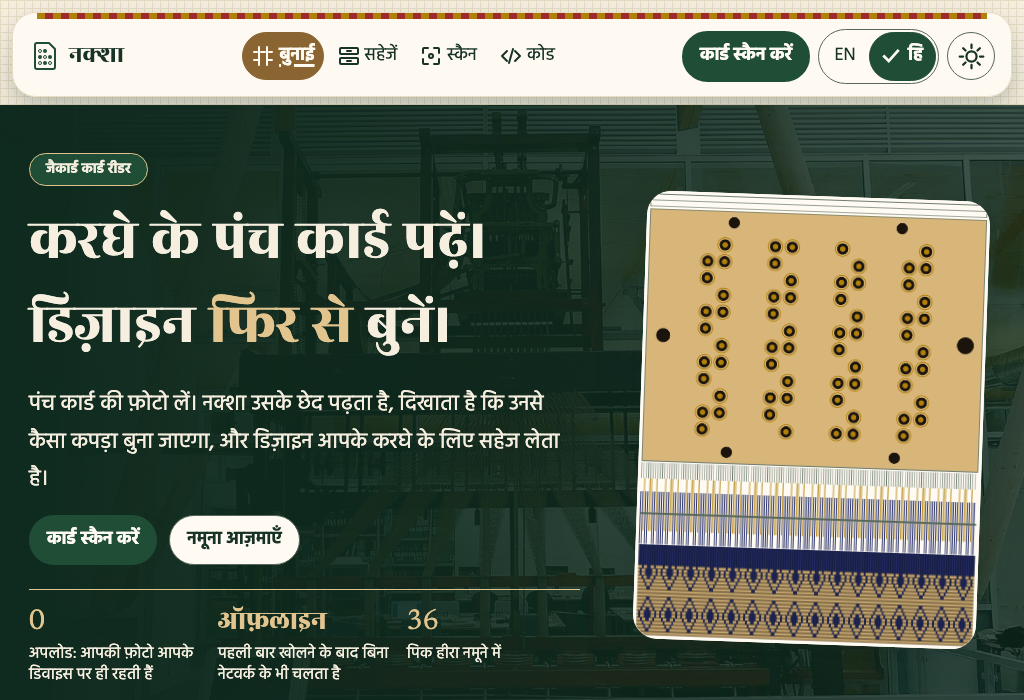 नक्शा
बुनाई
सहेजें
स्कैन
कोड
कार्ड स्कैन करें
EN
हिं
जैकार्ड कार्ड रीडर
करघे के पंच कार्ड पढ़ें।
डिज़ाइन फिर से बुनें।
पंच कार्ड की फ़ोटो लें। नक्शा उसके छेद पढ़ता है, दिखाता है कि उनसे
कैसा कपड़ा बुना जाएगा, और डिज़ाइन आपके करघे के लिए सहेज लेता
है।
कार्ड स्कैन करें
नमूना आज़माएँ
0
अपलोड: आपकी फ़ोटो आपके
डिवाइस पर ही रहती हैं
ऑफ़लाइन
पहली बार खोलने के बाद बिना
नेटवर्क के भी चलता है
36
पिक हीरा नमूने में